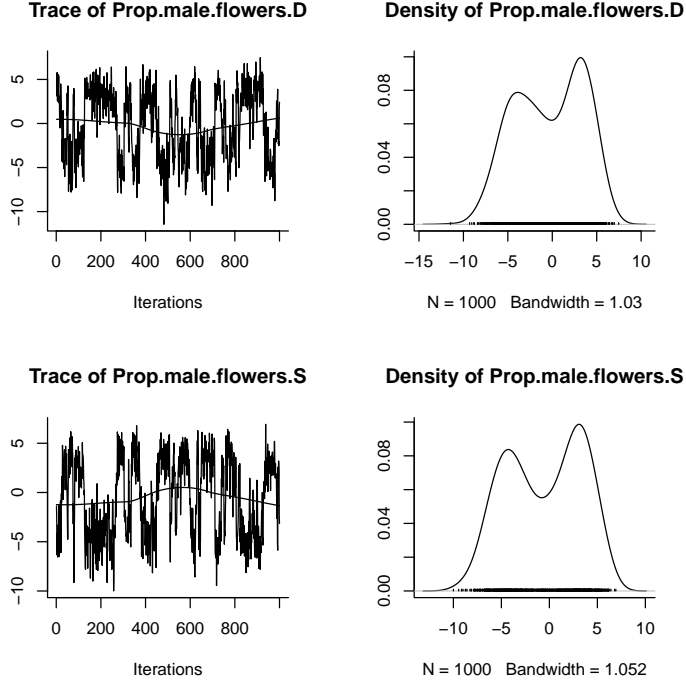 Trace of Prop.male.flowers.D
5
0
−5
−10
0 200 400 600 800
Iterations
Density of Prop.male.flowers.D
0.08
0.04
0.00
−15 −10 −5 0 5 10
N = 1000 Bandwidth = 1.03
Trace of Prop.male.flowers.S
5
0
−5
−10
0 200 400 600 800
Iterations
Density of Prop.male.flowers.S
0.08
0.04
0.00
−10 −5 0 5 10
N = 1000 Bandwidth = 1.052